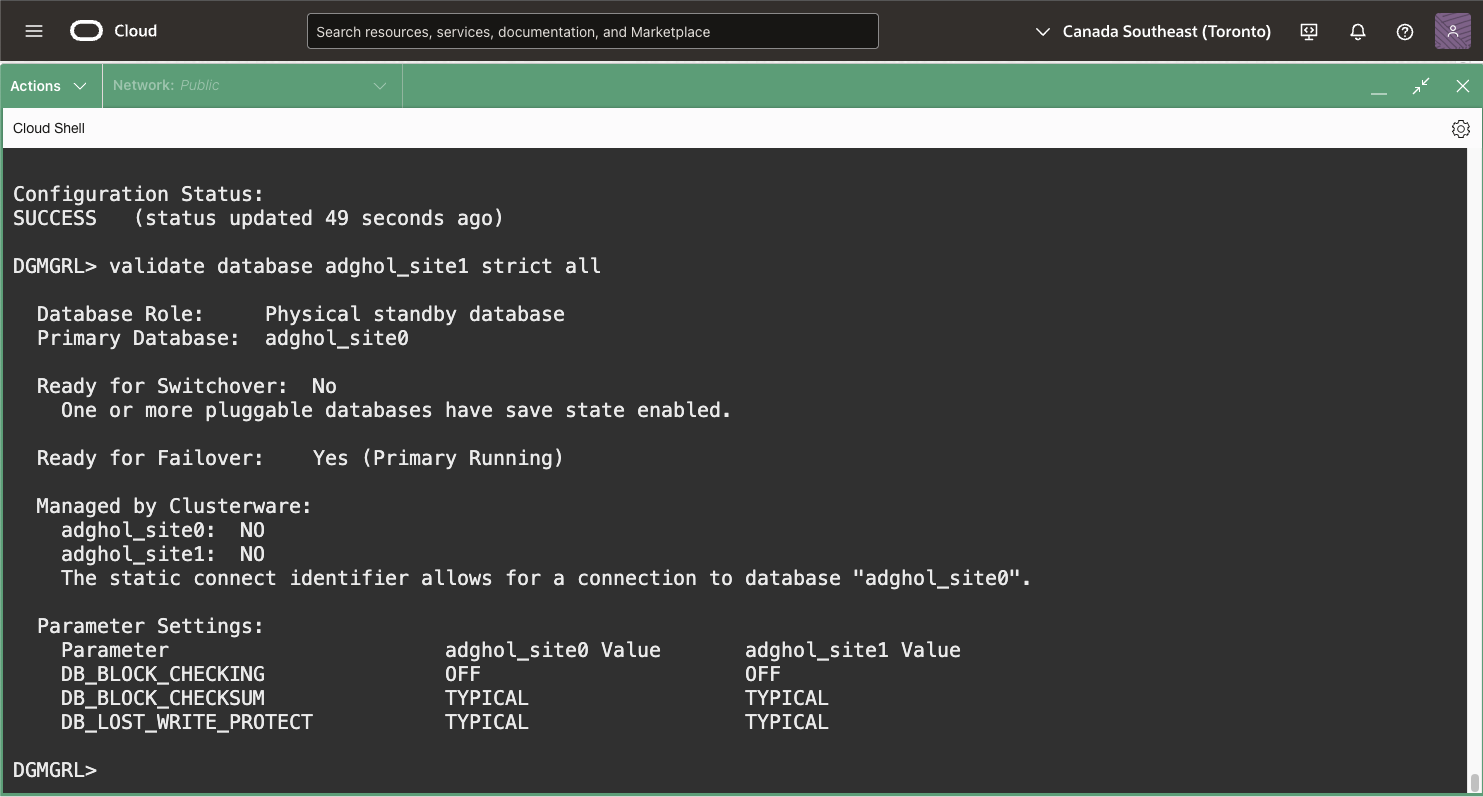 Cloud
Search resources, services, documentation, and Marketplace
Canada Southeast (Toronto)
Actions
Network: Public
Cloud Shell
Configuration Status:
SUCCESS   (status updated 49 seconds ago)
DGMGRL> validate database adghol_site1 strict all
Database Role:     Physical standby database
Primary Database:  adghol_site0
Ready for Switchover:  No
One or more pluggable databases have save state enabled.
Ready for Failover:    Yes (Primary Running)
Managed by Clusterware:
adghol_site0:  NO
adghol_site1:  NO
The static connect identifier allows for a connection to database "adghol_site0".
Parameter Settings:
Parameter                       adghol_site0 Value       adghol_site1 Value
DB_BLOCK_CHECKING               OFF                      OFF
DB_BLOCK_CHECKSUM               TYPICAL                  TYPICAL
DB_LOST_WRITE_PROTECT           TYPICAL                  TYPICAL
DGMGRL>